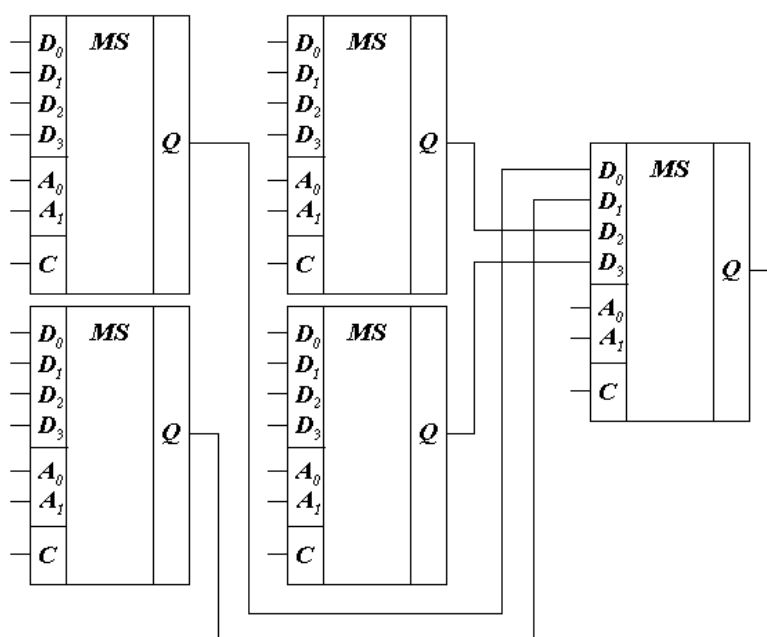 D₀ MS
D₁
D₂
D₃
Q
A₀
A₁
C
D₀ MS
D₁
D₂
D₃
Q
A₀
A₁
C
D₀ MS
D₁
D₂
D₃
Q
A₀
A₁
C
D₀ MS
D₁
D₂
D₃
Q
A₀
A₁
C
D₀ MS
D₁
D₂
D₃
Q
A₀
A₁
C